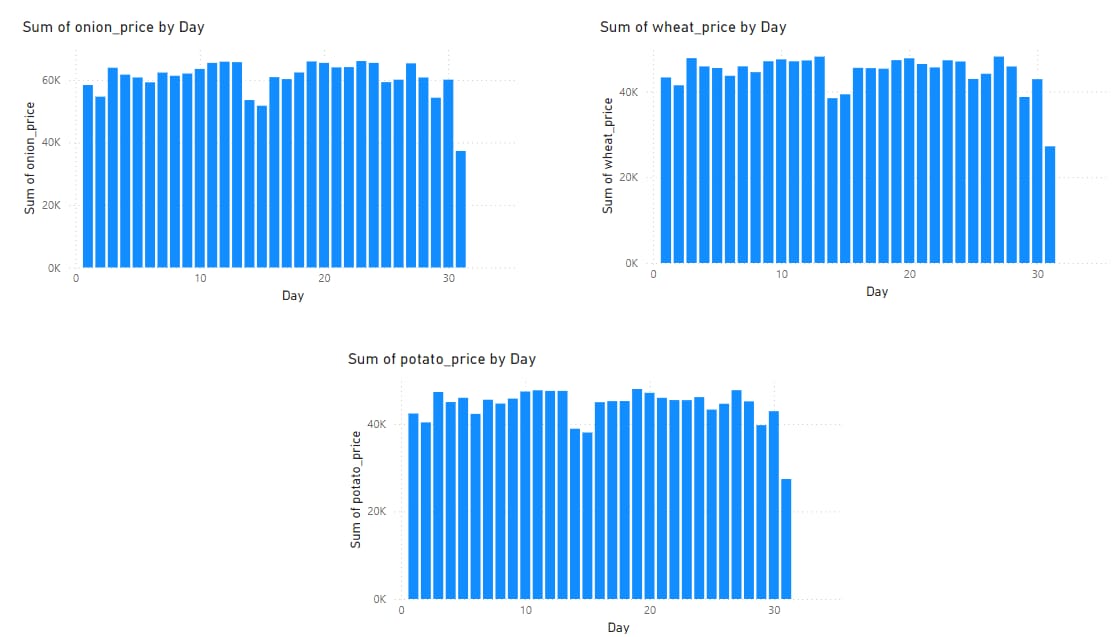 Sum of onion_price by Day
Sum of onion_price
60K
40K
20K
0K
0 10 20 30
Day
Sum of wheat_price by Day
Sum of wheat_price
40K
20K
0K
0 10 20 30
Day
Sum of potato_price by Day
Sum of potato_price
40K
20K
0K
0 10 20 30
Day